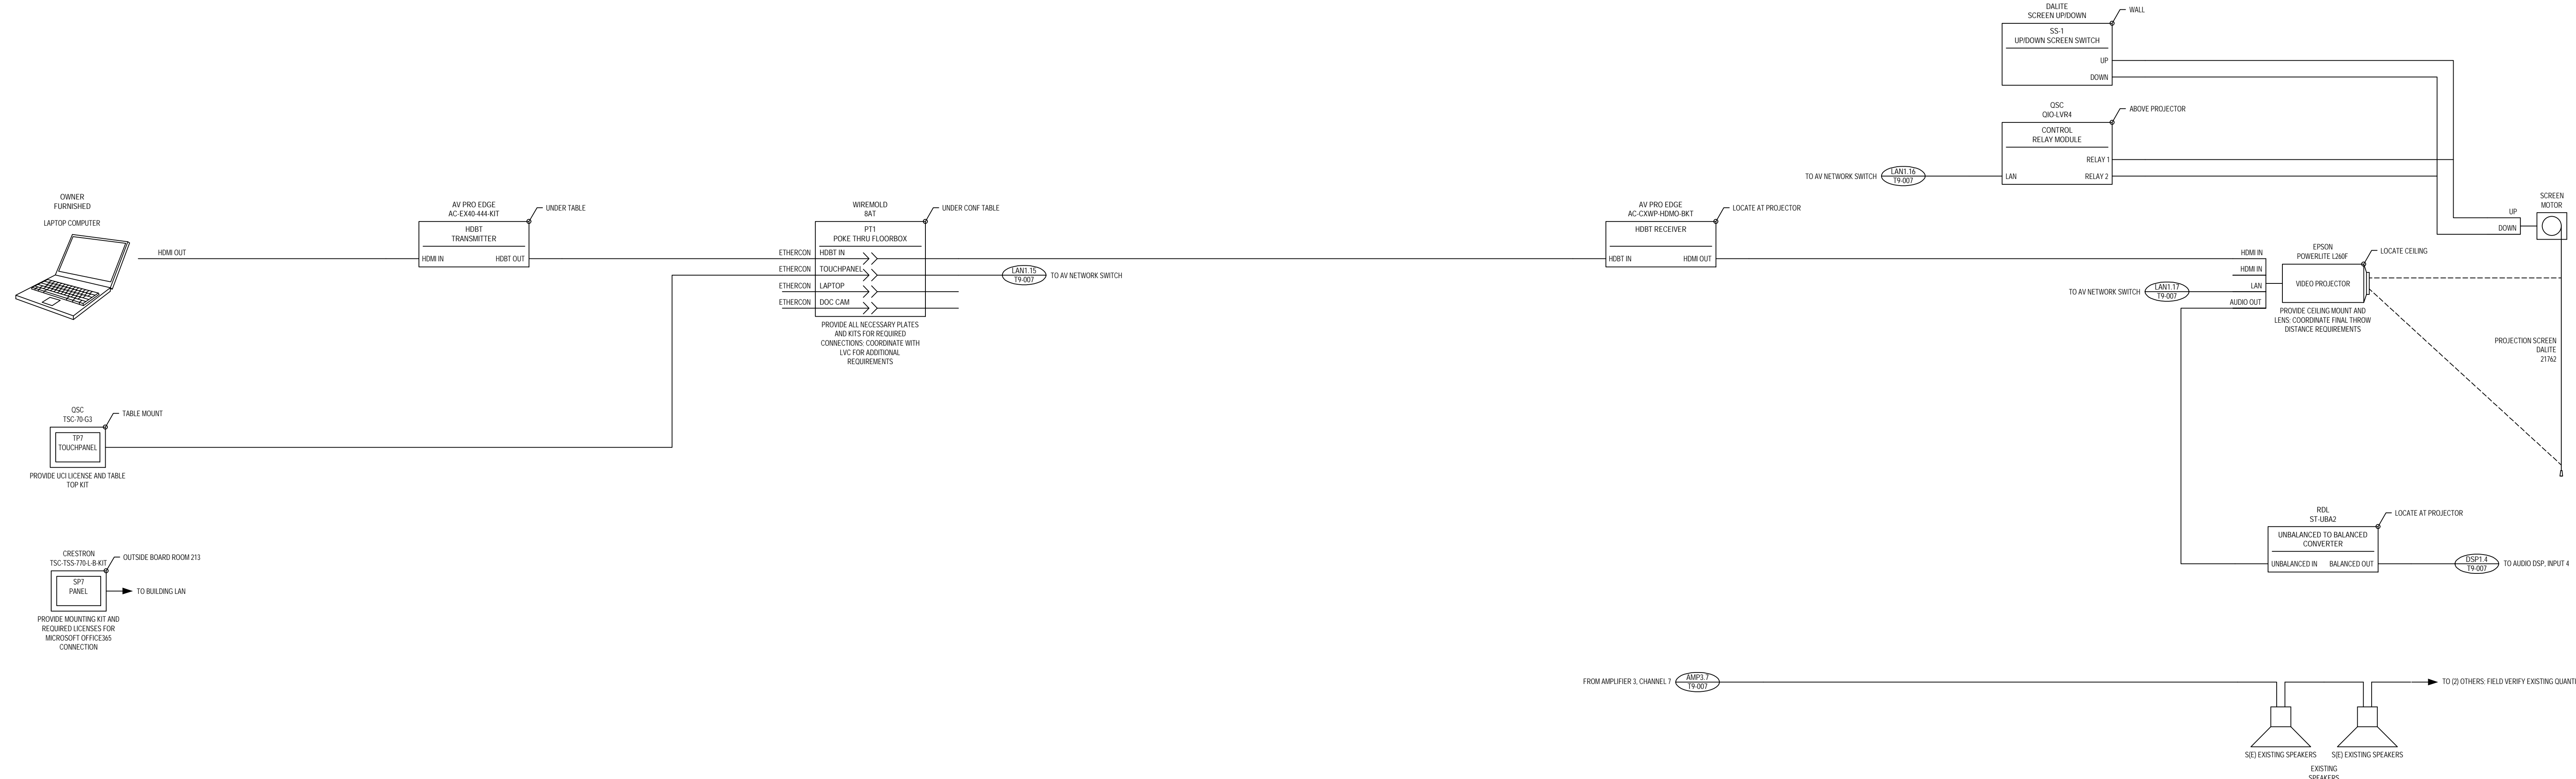 DALITE
SCREEN UP/DOWN
WALL
SS-1
UP/DOWN SCREEN SWITCH
UP
DOWN
QSC
QIO-LVR4
ABOVE PROJECTOR
CONTROL
RELAY MODULE
RELAY 1
LAN
RELAY 2
TO AV NETWORK SWITCH
LAN1.16
T9-007
OWNER
FURNISHED
LAPTOP COMPUTER
HDMI OUT
AV PRO EDGE
AC-EX40-444-KIT
UNDER TABLE
HDBT
TRANSMITTER
HDMI IN
HDBT OUT
WIREMOLD
8AT
UNDER CONF TABLE
PT1
POKE THRU FLOORBOX
ETHERCON
HDBT IN
ETHERCON
TOUCHPANEL
ETHERCON
LAPTOP
ETHERCON
DOC CAM
LAN1.15
T9-007
TO AV NETWORK SWITCH
PROVIDE ALL NECESSARY PLATES
AND KITS FOR REQUIRED
CONNECTIONS; COORDINATE WITH
LVC FOR ADDITIONAL
REQUIREMENTS
AV PRO EDGE
AC-CXWP-HDMO-BKT
LOCATE AT PROJECTOR
HDBT RECEIVER
HDBT IN
HDMI OUT
SCREEN
MOTOR
UP
DOWN
EPSON
POWERLITE L260F
LOCATE CEILING
HDMI IN
HDMI IN
LAN
AUDIO OUT
VIDEO PROJECTOR
TO AV NETWORK SWITCH
LAN1.17
T9-007
PROVIDE CEILING MOUNT AND
LENS; COORDINATE FINAL THROW
DISTANCE REQUIREMENTS
PROJECTION SCREEN
DALITE
21762
QSC
TSC-70-G3
TABLE MOUNT
TP7
TOUCHPANEL
PROVIDE UCI LICENSE AND TABLE
TOP KIT
CRESTRON
TSC-TSS-770-L-B-KIT
OUTSIDE BOARD ROOM 213
SP7
PANEL
TO BUILDING LAN
PROVIDE MOUNTING KIT AND
REQUIRED LICENSES FOR
MICROSOFT OFFICE365
CONNECTION
RDL
ST-UBA2
LOCATE AT PROJECTOR
UNBALANCED TO BALANCED
CONVERTER
UNBALANCED IN
BALANCED OUT
DSP1.4
T9-007
TO AUDIO DSP, INPUT 4
FROM AMPLIFIER 3, CHANNEL 7
AMP3.7
T9-007
TO (2) OTHERS; FIELD VERIFY EXISTING
S(E) EXISTING SPEAKERS
S(E) EXISTING SPEAKERS
EXISTING
SPEAKERS